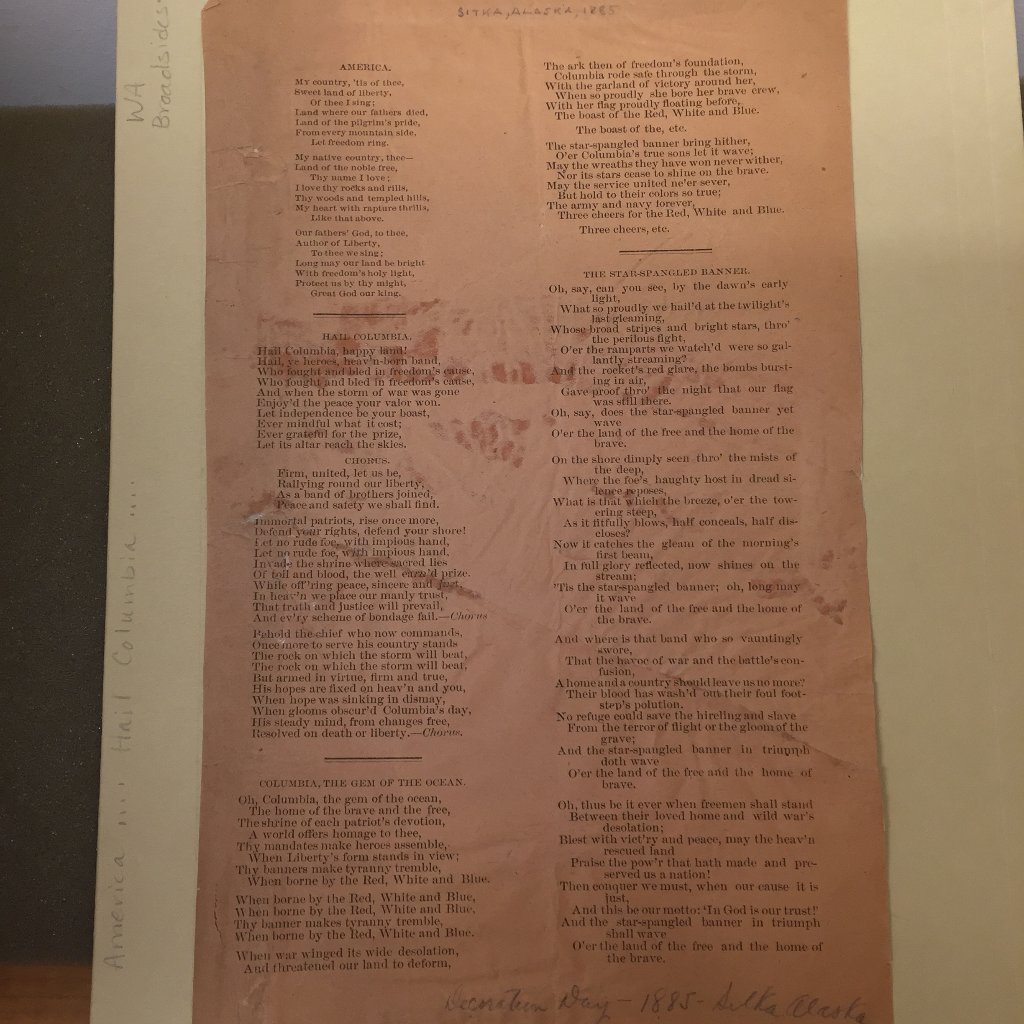 SITKA, ALASKA, 1885
WA
Broadsides-
America .... Hail Columbia ....
AMERICA.
My country, 'tis of thee,
Sweet land of liberty,
Of thee I sing;
Land where our fathers died,
Land of the pilgrim's pride,
From every mountain side,
Let freedom ring.
My native country, thee—
Land of the noble free,
Thy name I love;
I love thy rocks and rills,
Thy woods and templed hills,
My heart with rapture thrills,
Like that above.
Our fathers' God, to thee,
Author of Liberty,
To thee we sing;
Long may our land be bright
With freedom's holy light,
Protect us by thy might,
Great God our king.
HAIL COLUMBIA.
Hail Columbia, happy land!
Hail, ye heroes, heav'n-born band,
Who fought and bled in freedom's cause,
Who fought and bled in freedom's cause,
And when the storm of war was gone
Enjoy'd the peace your valor won.
Let independence be your boast,
Ever mindful what it cost;
Ever grateful for the prize,
Let its altar reach the skies.
CHORUS.
Firm, united, let us be,
Rallying round our liberty,
As a band of brothers joined,
Peace and safety we shall find.
Immortal patriots, rise once more,
Defend your rights, defend your shore!
Let no rude foe, with impious hand,
Let no rude foe, with impious hand,
Invade the shrine where sacred lies
Of toil and blood, the well earn'd prize.
While off'ring peace, sincere and just,
In heav'n we place our manly trust,
That truth and justice will prevail,
And ev'ry scheme of bondage fail.—Chorus
Behold the chief who now commands,
Once more to serve his country stands
The rock on which the storm will beat,
The rock on which the storm will beat,
But armed in virtue, firm and true,
His hopes are fixed on heav'n and you,
When hope was sinking in dismay,
When glooms obscur'd Columbia's day,
His steady mind, from changes free,
Resolved on death or liberty.—Chorus.
COLUMBIA, THE GEM OF THE OCEAN.
Oh, Columbia, the gem of the ocean,
The home of the brave and the free,
The shrine of each patriot's devotion,
A world offers homage to thee,
Thy mandates make heroes assemble,
When Liberty's form stands in view;
Thy banners make tyranny tremble,
When borne by the Red, White and Blue.
When borne by the Red, White and Blue,
When borne by the Red, White and Blue,
Thy banner makes tyranny tremble,
When borne by the Red, White and Blue.
When war winged its wide desolation,
And threatened our land to deform,
The ark then of freedom's foundation,
Columbia rode safe through the storm,
With the garland of victory around her,
When so proudly she bore her brave crew,
With her flag proudly floating before,
The boast of the Red, White and Blue.
The boast of the, etc.
The star-spangled banner bring hither,
O'er Columbia's true sons let it wave;
May the wreaths they have won never wither,
Nor its stars cease to shine on the brave.
May the service united ne'er sever,
But hold to their colors so true;
The army and navy forever,
Three cheers for the Red, White and Blue.
Three cheers, etc.
THE STAR-SPANGLED BANNER.
Oh, say, can you see, by the dawn's early
light,
What so proudly we hail'd at the twilight's
last gleaming,
Whose broad stripes and bright stars, thro'
the perilous fight,
O'er the ramparts we watch'd were so gal-
lantly streaming?
And the rocket's red glare, the bombs burst-
ing in air,
Gave proof thro' the night that our flag
was still there.
Oh, say, does the star-spangled banner yet
wave
O'er the land of the free and the home of the
brave.
On the shore dimply seen thro' the mists of
the deep,
Where the foe's haughty host in dread si-
lence reposes,
What is that which the breeze, o'er the tow-
ering steep,
As it fitfully blows, half conceals, half dis-
closes?
Now it catches the gleam of the morning's
first beam,
In full glory reflected, now shines on the
stream;
'Tis the star-spangled banner; oh, long may
it wave
O'er the land of the free and the home of
the brave.
And where is that band who so vauntingly
swore,
That the havoc of war and the battle's con-
fusion,
A home and a country should leave us no more?
Their blood has wash'd out their foul foot-
step's polution.
No refuge could save the hireling and slave
From the terror of flight or the gloom of the
grave;
And the star-spangled banner in triumph
doth wave
O'er the land of the free and the home of
brave.
Oh, thus be it ever when freemen shall stand
Between their loved home and wild war's
desolation;
Blest with vict'ry and peace, may the heav'n
rescued land
Praise the pow'r that hath made and pre-
served us a nation!
Then conquer we must, when our cause it is
just,
And this be our motto: 'In God is our trust!'
And the star-spangled banner in triumph
shall wave
O'er the land of the free and the home of
the brave.
Decoration Day - 1885 - Sitka Alaska